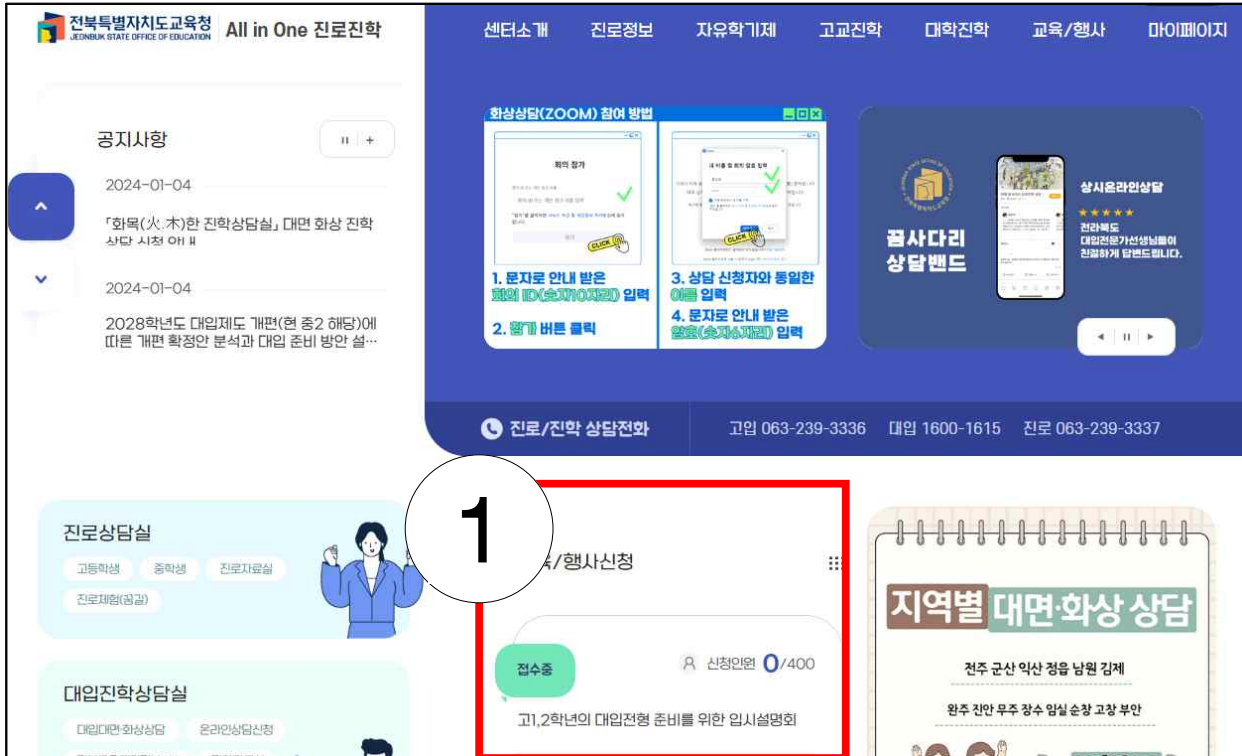 전북특별자치도교육청
JEONBUK STATE OFFICE OF EDUCATION
All in One 진로진학
센터소개 진로정보 자유학기제 고교진학 대학진학 교육/행사 마이페이지
공지사항
2024-01-04
「화목(火.木)한 진학상담실」 대면 화상 진학
상담 신청 안내
2024-01-04
2028학년도 대입제도 개편(현 중2 해당)에
따른 개편 확정안 분석과 대입 준비 방안 설…
화상상담(ZOOM) 참여 방법
회의 참가
CLICK
1. 문자로 안내 받은
회의 ID(숫자10자리) 입력
2. 참가 버튼 클릭
CLICK
3. 상담 신청자와 동일한
이름 입력
4. 문자로 안내 받은
암호(숫자6자리) 입력
꿈사다리
상담밴드
상시온라인상담
★★★★★
전라북도
대입전문가선생님들이
친절하게 답변드립니다.
진로/진학 상담전화 고입 063-239-3336 대입 1600-1615 진로 063-239-3337
진로상담실
고등학생 중학생 진로자료실
진로체험(꿈길)
대입진학상담실
대입대면·화상상담 온라인상담신청
1
/행사신청
접수중
신청인원 0/400
고1,2학년의 대입전형 준비를 위한 입시설명회
지역별 대면·화상 상담
전주 군산 익산 정읍 남원 김제
완주 진안 무주 장수 임실 순창 고창 부안